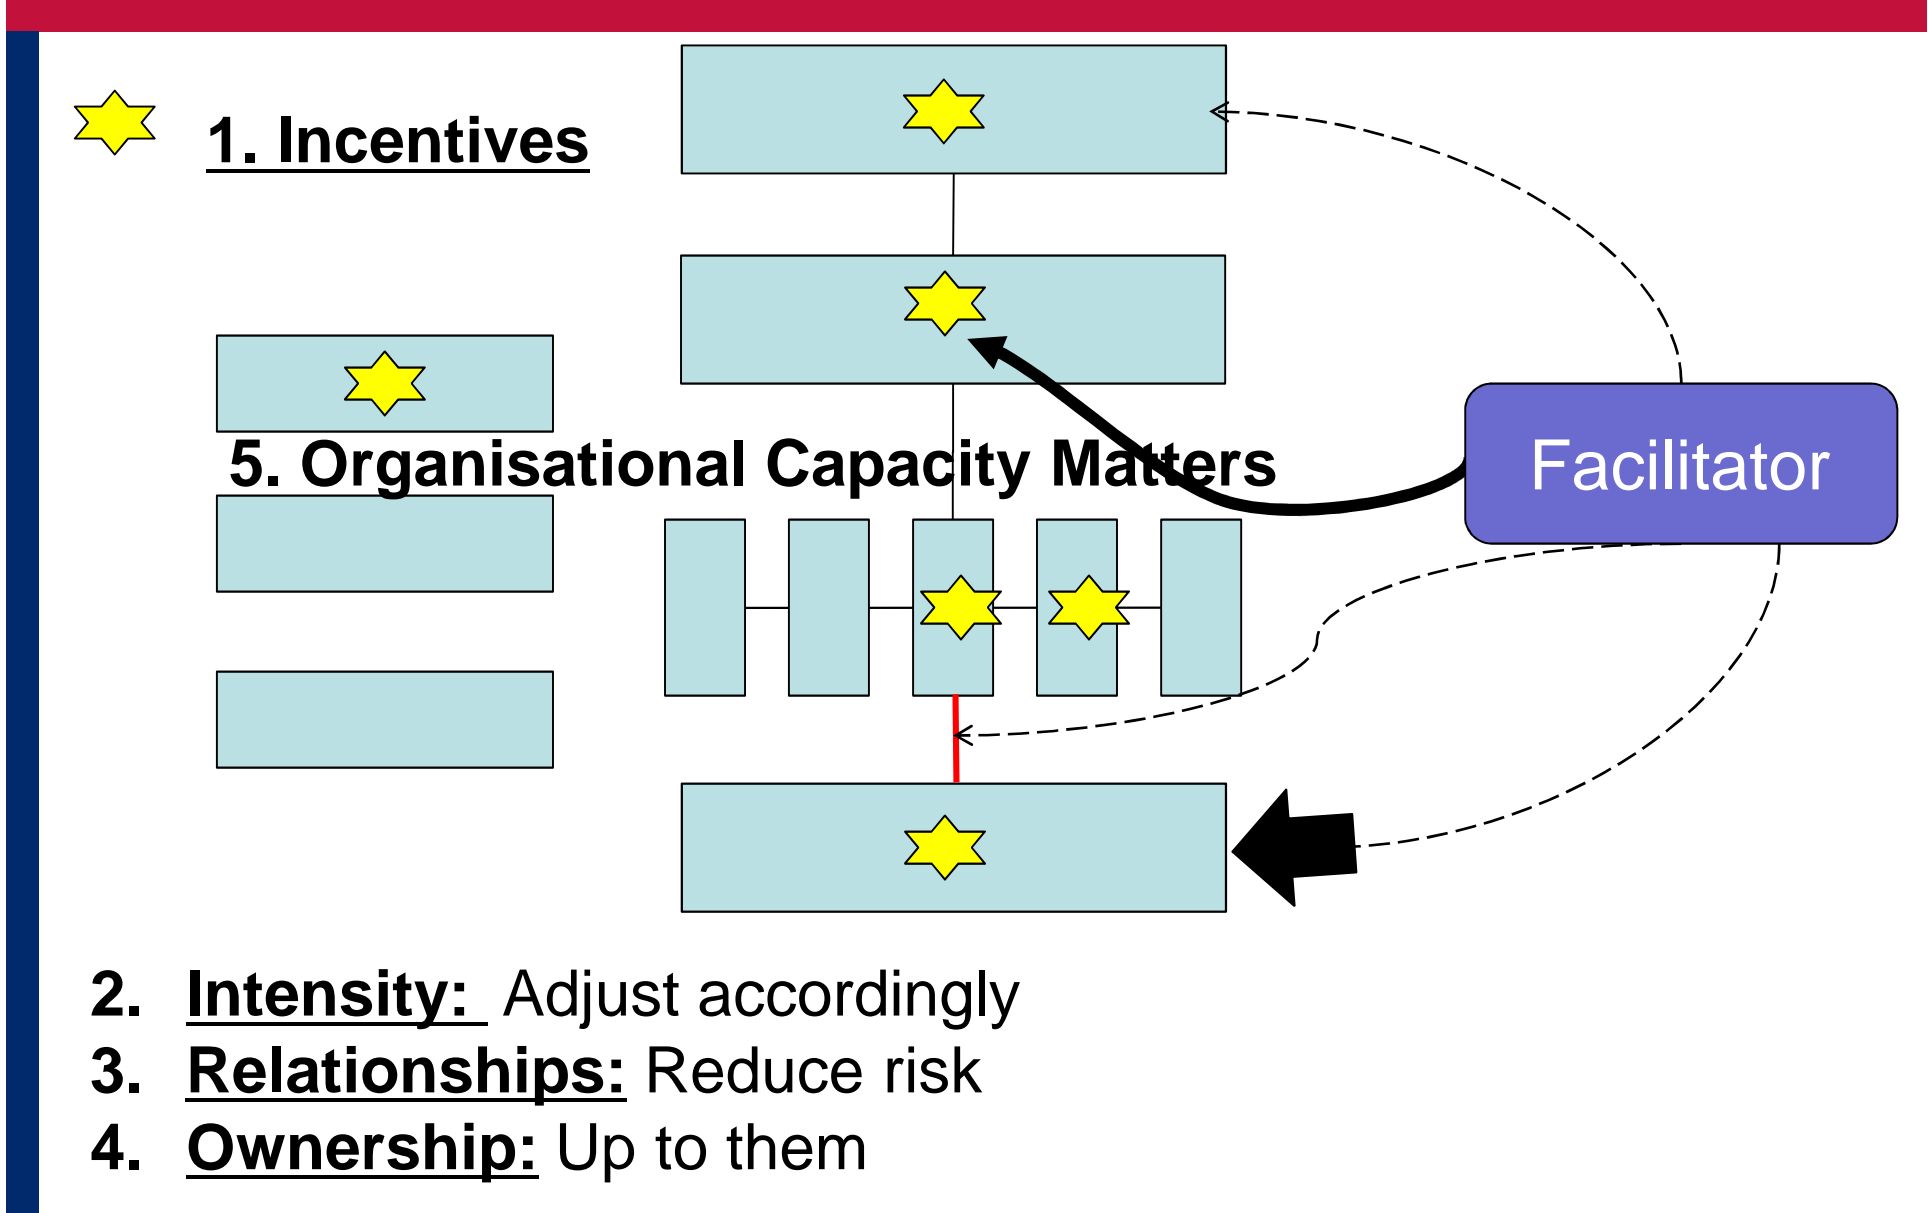 1. Incentives
5. Organisational Capacity Matters
Facilitator
2. Intensity: Adjust accordingly
3. Relationships: Reduce risk
4. Ownership: Up to them